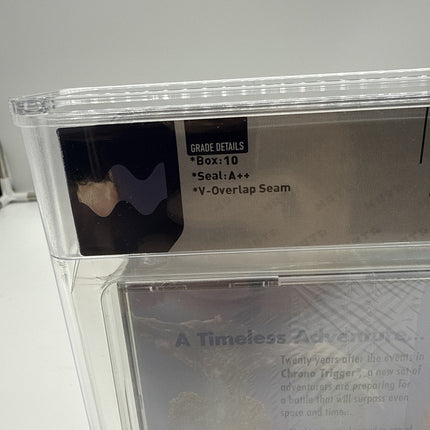 GRADE DETAILS
*Box:10
*Seal:A++
*V-Overlap Seam
A Timeless Adventure...
Twenty years after the events in
Chrono Trigger®, a new set of
adventurers are preparing for
a battle that will surpass even
space and time...